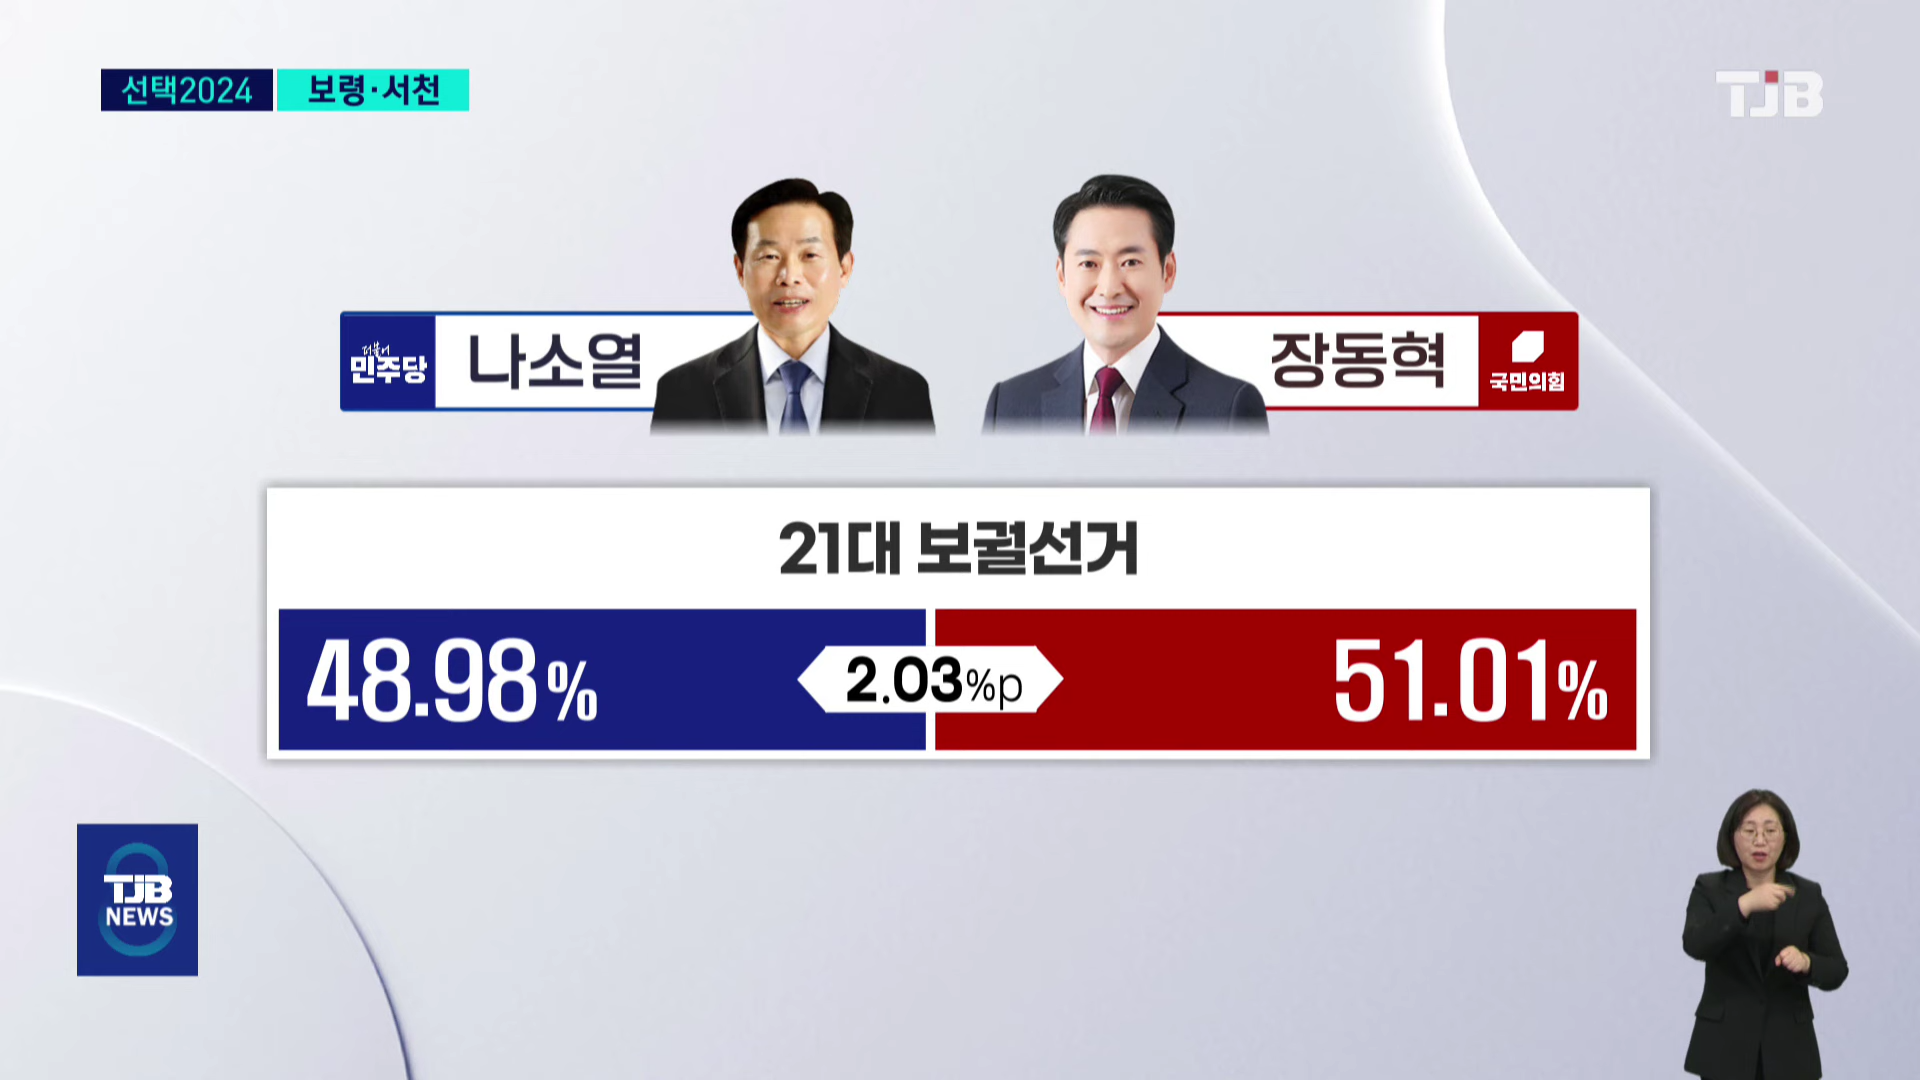 선택2024 보령·서천
TJB
더불어
민주당
나소열
장동혁
국민의힘
21대 보궐선거
48.98%
2.03%p
51.01%
TJB
NEWS